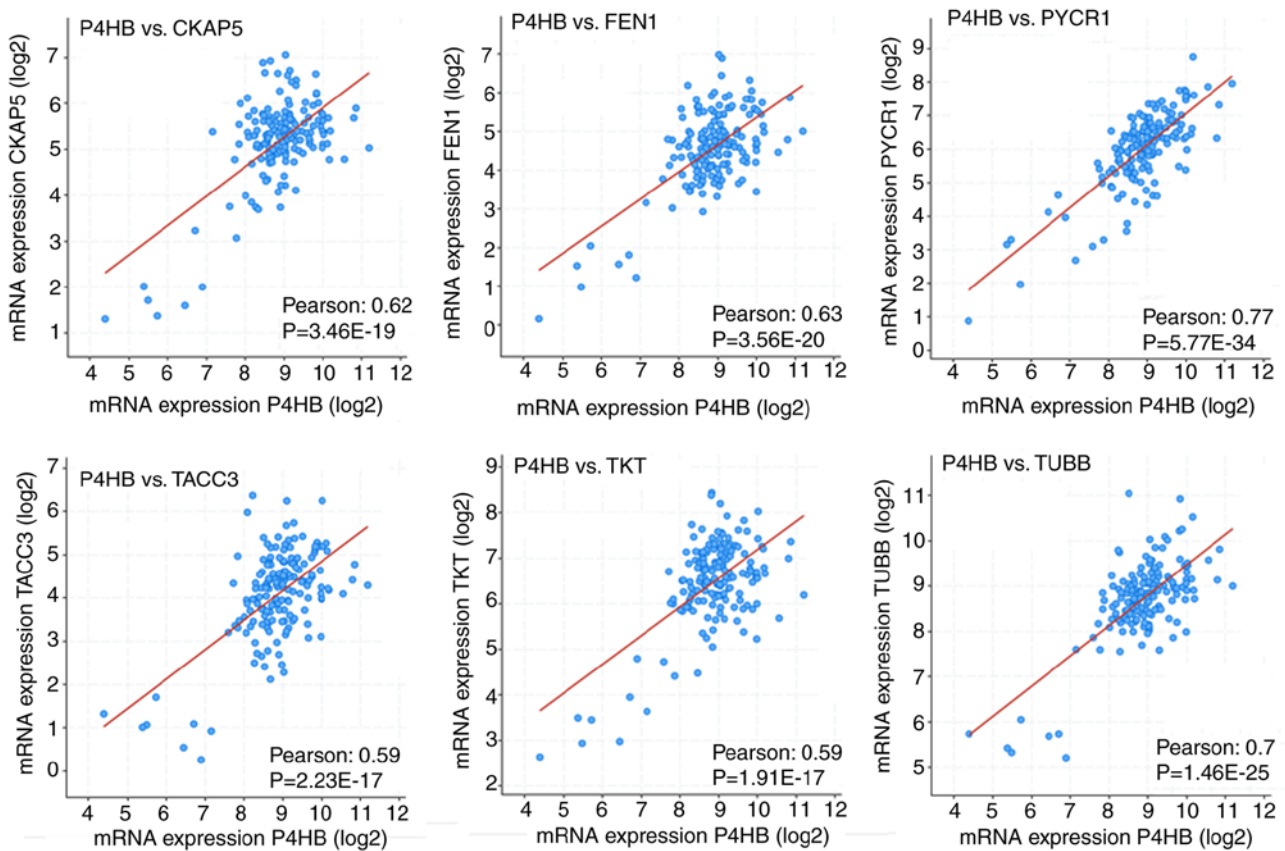 P4HB vs. CKAP5
mRNA expression CKAP5 (log2)
7
6
5
4
3
2
1
Pearson: 0.62
P=3.46E-19
4 5 6 7 8 9 10 11 12
mRNA expression P4HB (log2)
P4HB vs. FEN1
mRNA expression FEN1 (log2)
7
6
5
4
3
2
1
0
Pearson: 0.63
P=3.56E-20
4 5 6 7 8 9 10 11 12
mRNA expression P4HB (log2)
P4HB vs. PYCR1
mRNA expression PYCR1 (log2)
9
8
7
6
5
4
3
2
1
0
Pearson: 0.77
P=5.77E-34
4 5 6 7 8 9 10 11 12
mRNA expression P4HB (log2)
P4HB vs. TACC3
mRNA expression TACC3 (log2)
7
6
5
4
3
2
1
0
Pearson: 0.59
P=2.23E-17
4 5 6 7 8 9 10 11 12
mRNA expression P4HB (log2)
P4HB vs. TKT
mRNA expression TKT (log2)
9
8
7
6
5
4
3
2
Pearson: 0.59
P=1.91E-17
4 5 6 7 8 9 10 11 12
mRNA expression P4HB (log2)
P4HB vs. TUBB
mRNA expression TUBB (log2)
11
10
9
8
7
6
5
Pearson: 0.7
P=1.46E-25
4 5 6 7 8 9 10 11 12
mRNA expression P4HB (log2)